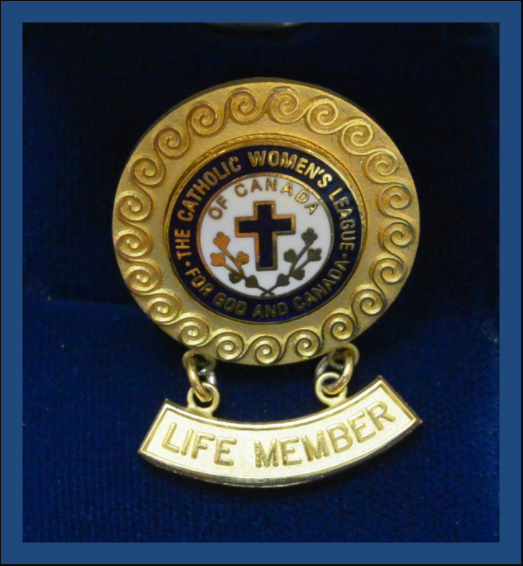 THE CATHOLIC WOMEN'S LEAGUE
OF CANADA
FOR GOD AND CANADA
LIFE MEMBER